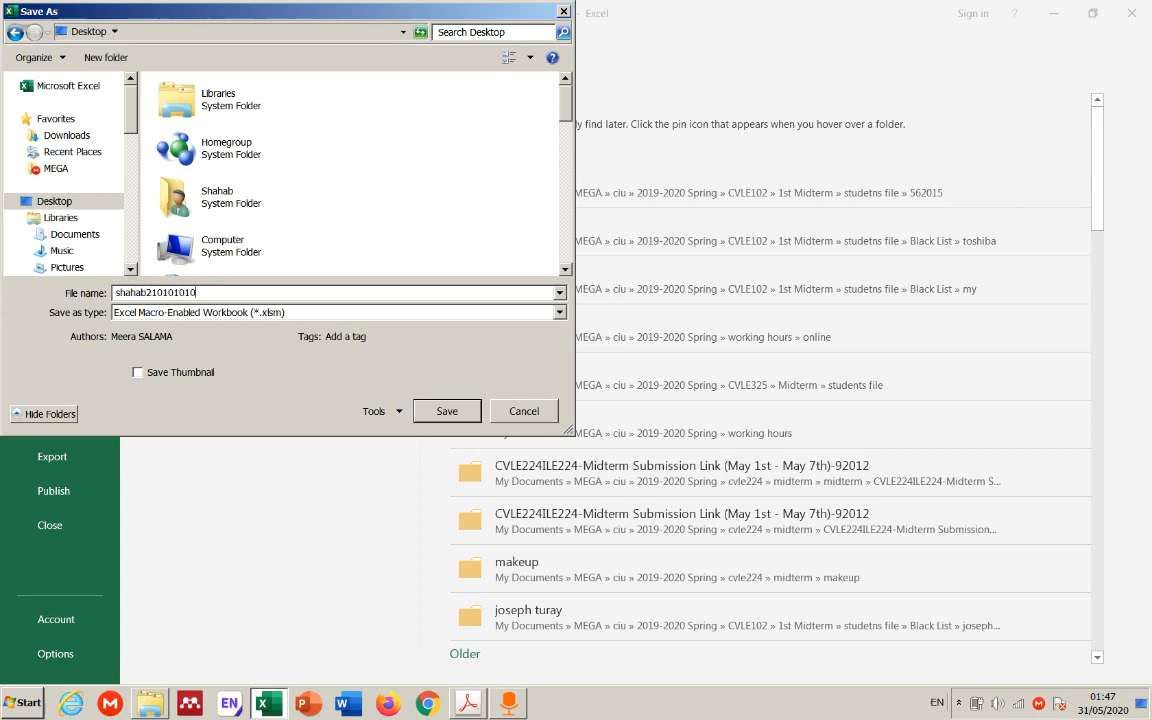 Save As
Excel
Sign in
?
Desktop
Search Desktop
Organize
New folder
Microsoft Excel
Favorites
Downloads
Recent Places
MEGA
Desktop
Libraries
Documents
Music
Pictures
Libraries
System Folder
Homegroup
System Folder
Shahab
System Folder
Computer
System Folder
File name: shahab210101010
Save as type: Excel Macro-Enabled Workbook (*.xlsm)
Authors: Meera SALAMA
Tags: Add a tag
Save Thumbnail
Hide Folders
Tools
Save
Cancel
Export
Publish
Close
Account
Options
y find later. Click the pin icon that appears when you hover over a folder.
MEGA » ciu » 2019-2020 Spring » CVLE102 » 1st Midterm » studetns file » 562015
MEGA » ciu » 2019-2020 Spring » CVLE102 » 1st Midterm » studetns file » Black List » toshiba
MEGA » ciu » 2019-2020 Spring » CVLE102 » 1st Midterm » studetns file » Black List » my
MEGA » ciu » 2019-2020 Spring » working hours » online
MEGA » ciu » 2019-2020 Spring » CVLE325 » Midterm » students file
MEGA » ciu » 2019-2020 Spring » working hours
CVLE224ILE224-Midterm Submission Link (May 1st - May 7th)-92012
My Documents » MEGA » ciu » 2019-2020 Spring » cvle224 » midterm » midterm » CVLE224ILE224-Midterm S...
CVLE224ILE224-Midterm Submission Link (May 1st - May 7th)-92012
My Documents » MEGA » ciu » 2019-2020 Spring » cvle224 » midterm » CVLE224ILE224-Midterm Submission...
makeup
My Documents » MEGA » ciu » 2019-2020 Spring » cvle224 » midterm » makeup
joseph turay
My Documents » MEGA » ciu » 2019-2020 Spring » CVLE102 » 1st Midterm » studetns file » Black List » joseph...
Older
Start
EN
EN
01:47
31/05/2020